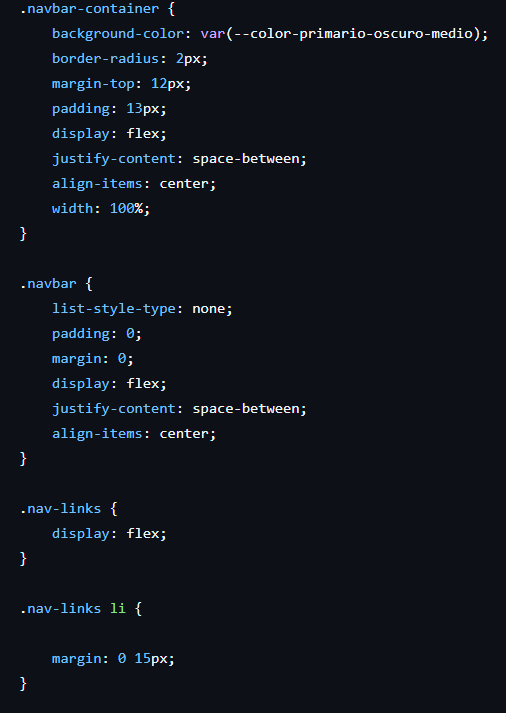 .navbar-container {
    background-color: var(--color-primario-oscuro-medio);
    border-radius: 2px;
    margin-top: 12px;
    padding: 13px;
    display: flex;
    justify-content: space-between;
    align-items: center;
    width: 100%;
}

.navbar {
    list-style-type: none;
    padding: 0;
    margin: 0;
    display: flex;
    justify-content: space-between;
    align-items: center;
}

.nav-links {
    display: flex;
}

.nav-links li {

    margin: 0 15px;
}